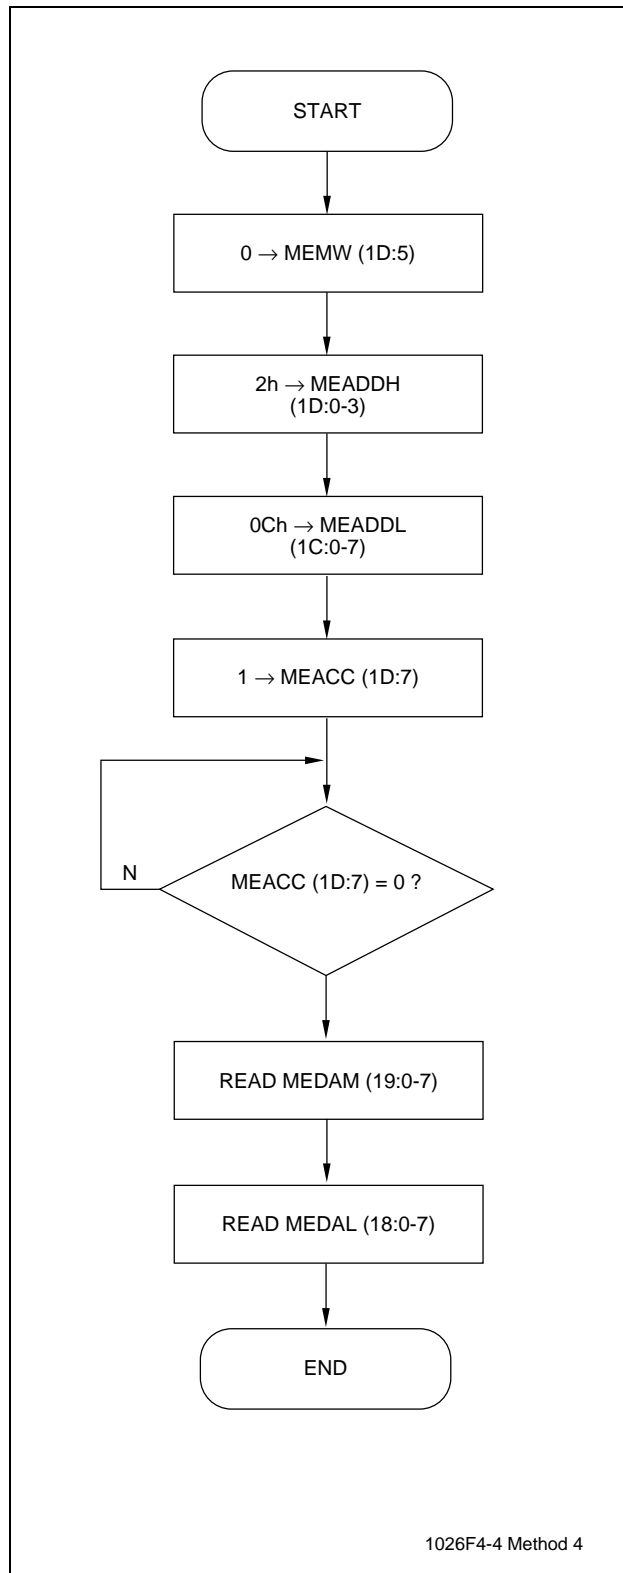 START
0 → MEMW (1D:5)
2h → MEADDH
(1D:0-3)
0Ch → MEADDL
(1C:0-7)
1 → MEACC (1D:7)
N
MEACC (1D:7) = 0 ?
READ MEDAM (19:0-7)
READ MEDAL (18:0-7)
END
1026F4-4 Method 4